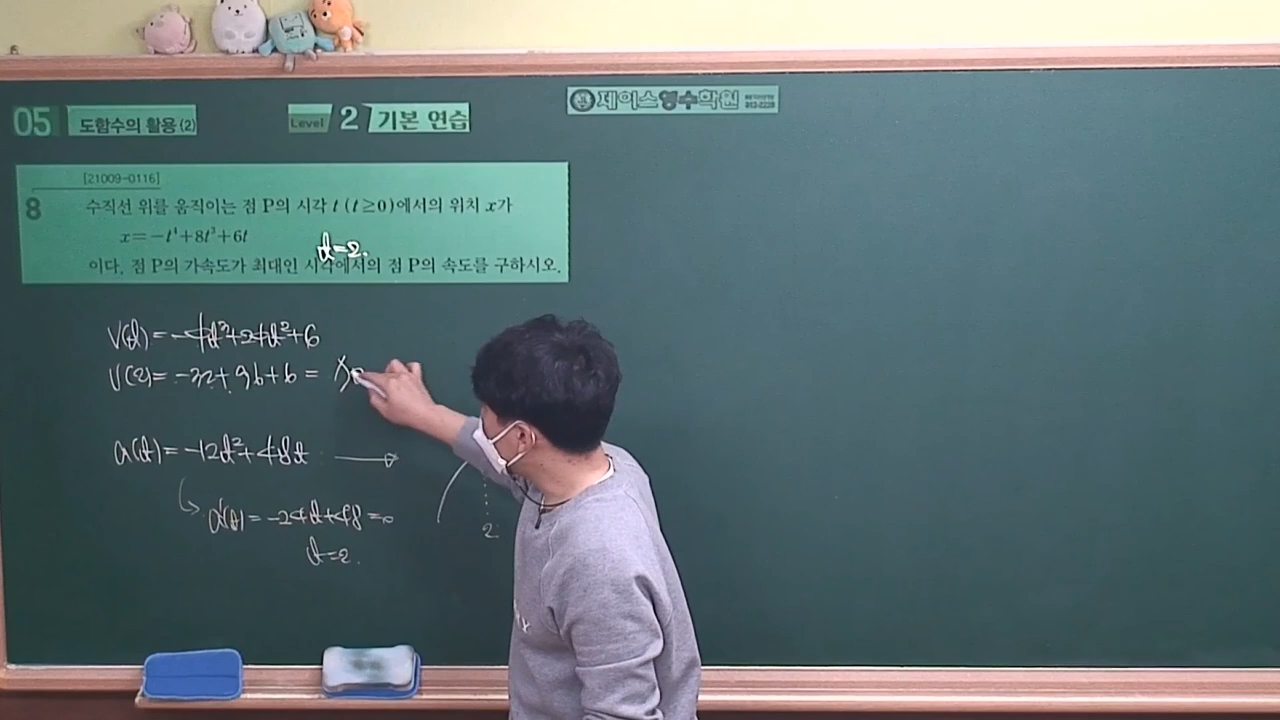 05 도함수의 활용 (2)
Level 2 기본 연습
제이스영수학원
[21009-0116]
8 수직선 위를 움직이는 점 P의 시각 t (t≥0)에서의 위치 x가
x=-t⁴+8t³+6t
t=2.
이다. 점 P의 가속도가 최대인 시각에서의 점 P의 속도를 구하시오.
V(t)=-4t³+24t²+6
V(2)=-32+96+6=
a(t)=-12t²+48t
a'(t)=-24t+48=0
t=2.
2